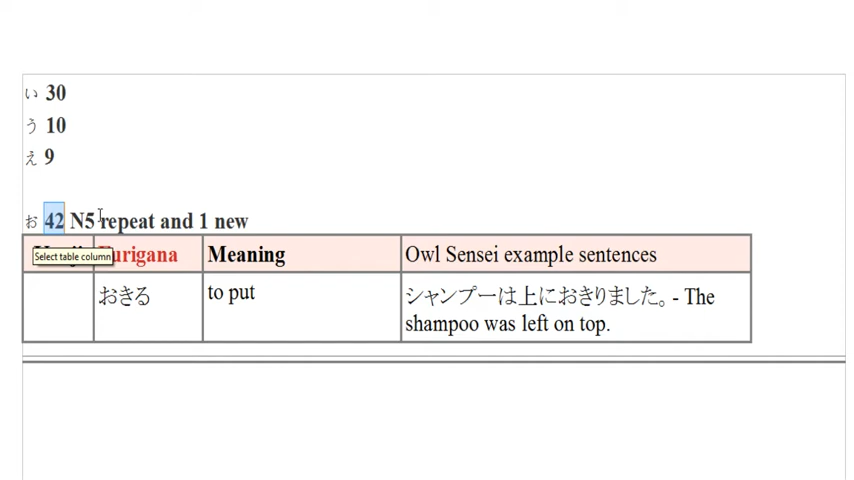 い 30
う 10
え 9
お 42 N5 repeat and 1 new
Furigana Meaning Owl Sensei example sentences
Select table column
おきる to put シャンプーは上におきりました。- The
shampoo was left on top.